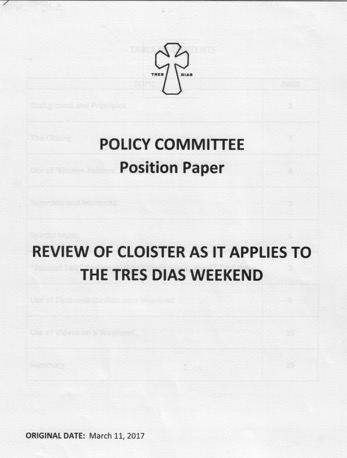 TRES DIAS
POLICY COMMITTEE
Position Paper
REVIEW OF CLOISTER AS IT APPLIES TO
THE TRES DIAS WEEKEND
ORIGINAL DATE: March 11, 2017